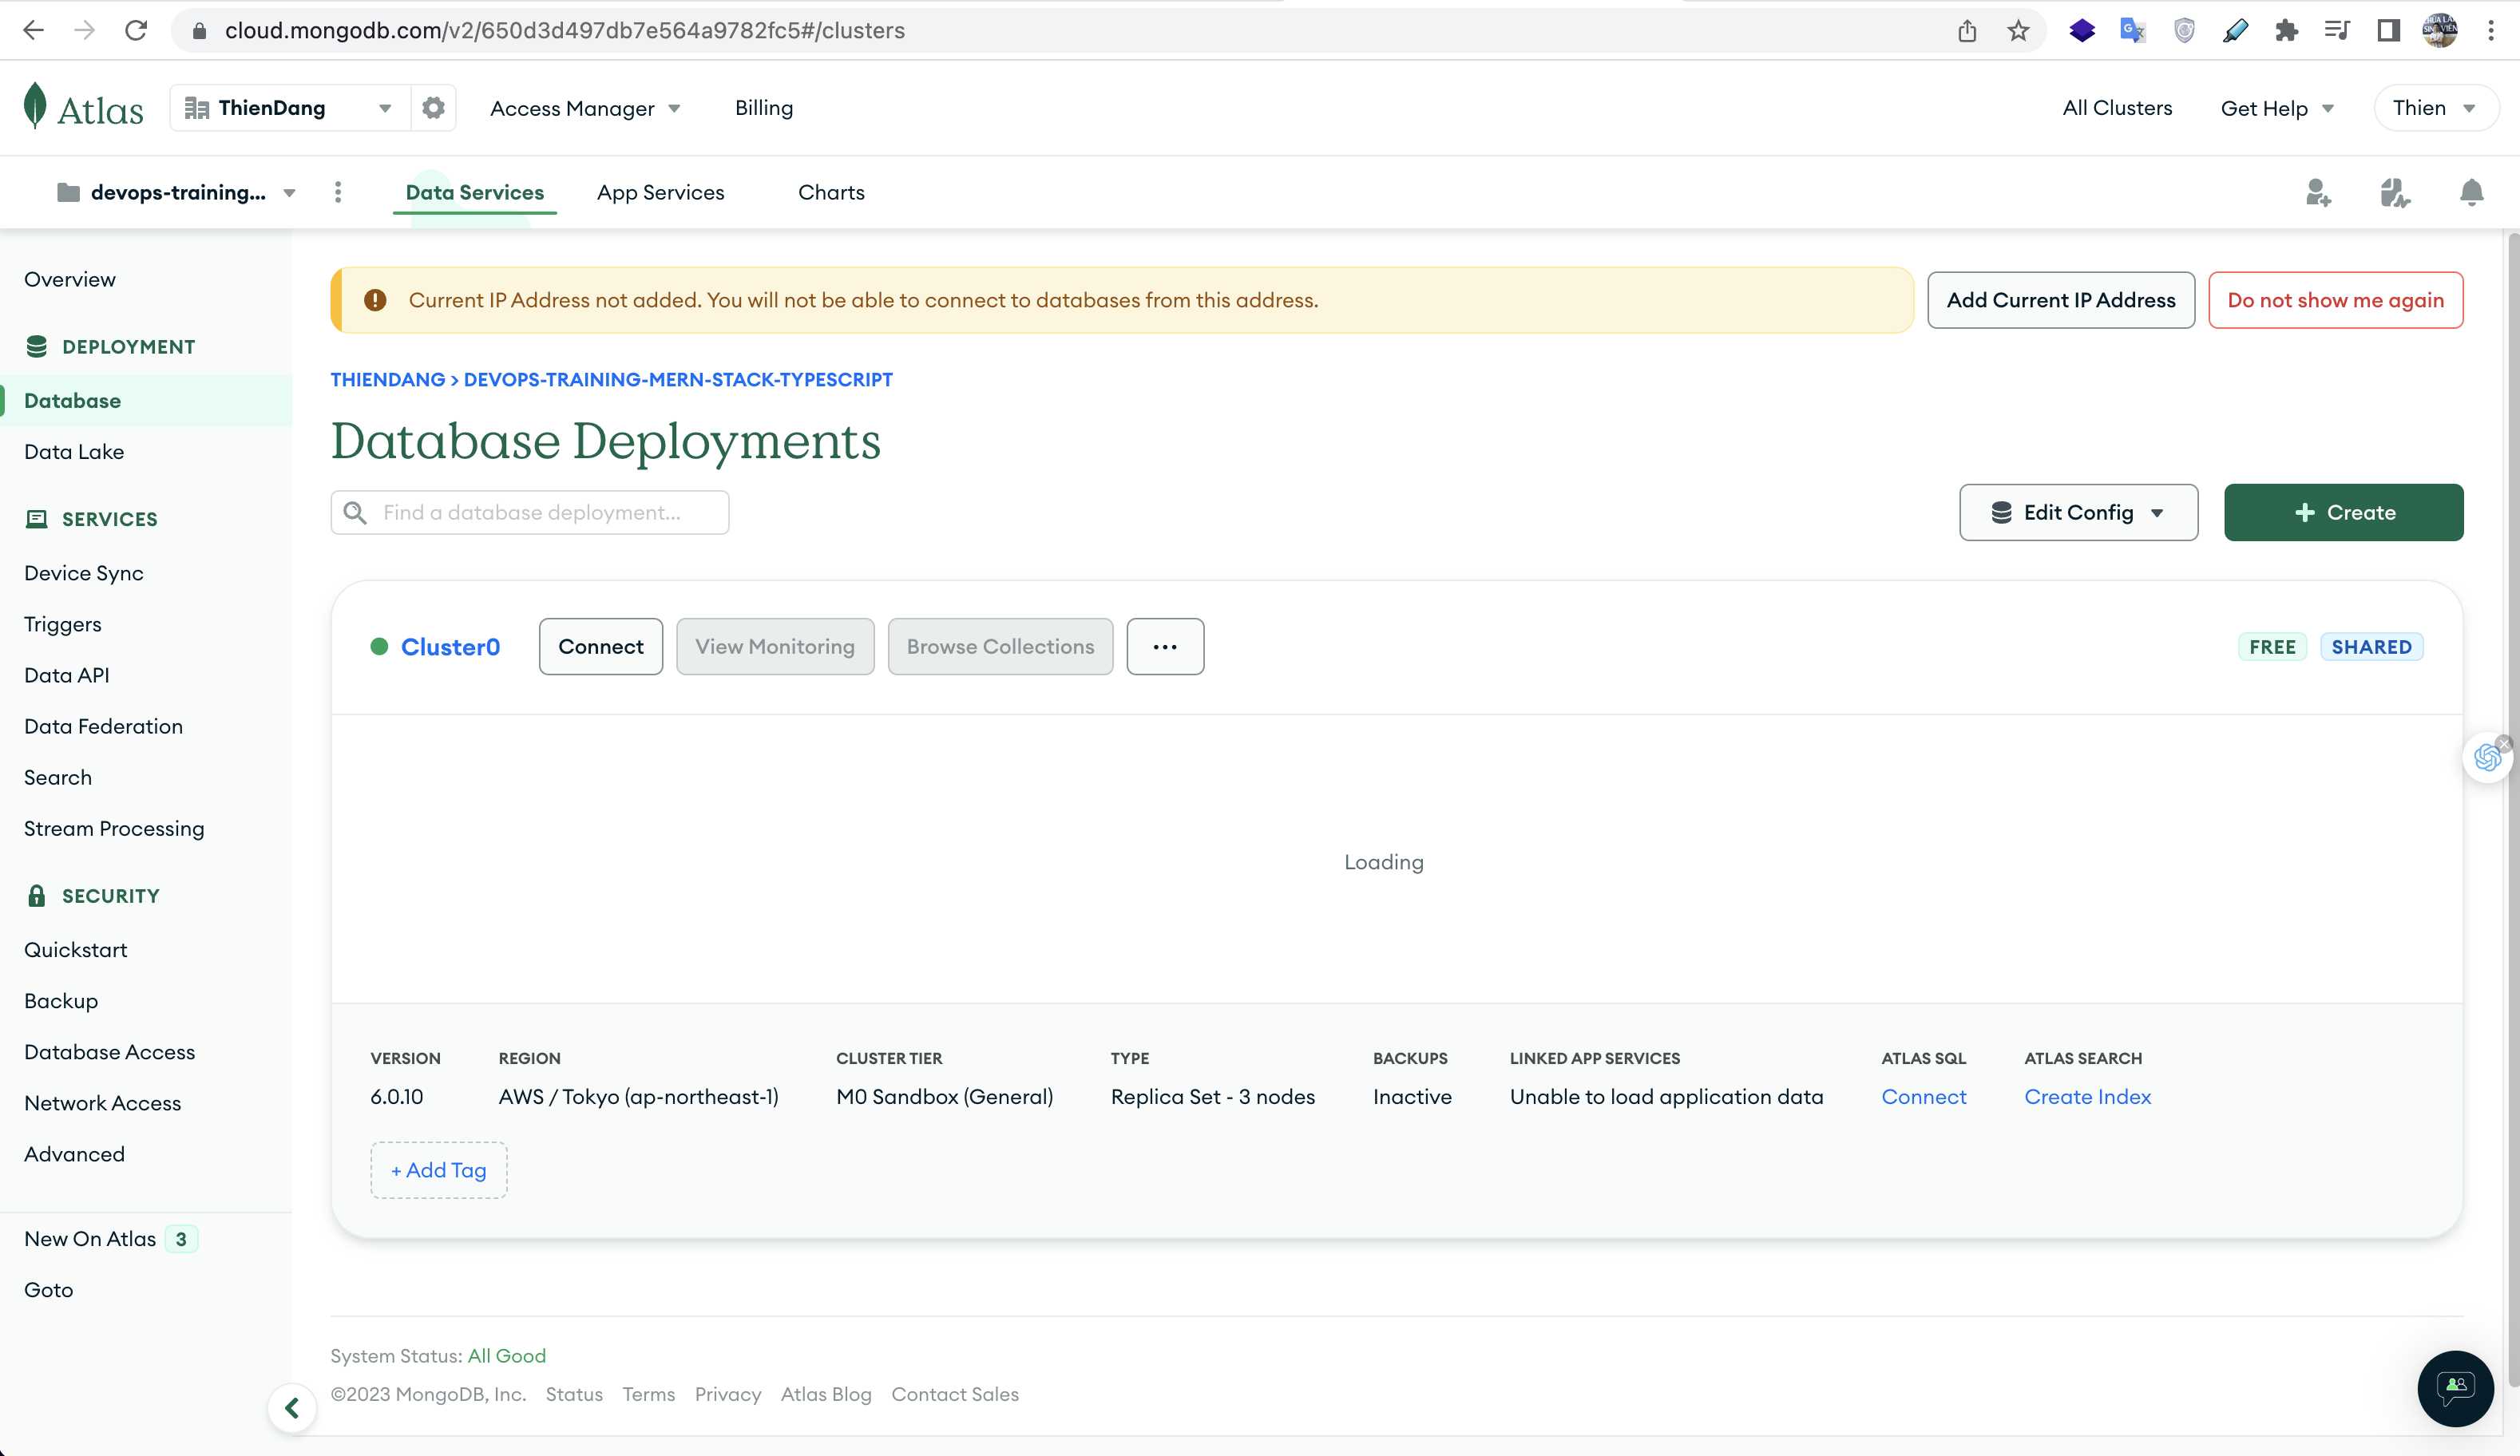 cloud.mongodb.com/v2/650d3d497db7e564a9782fc5#/clusters
Atlas
ThienDang
Access Manager
Billing
All Clusters
Get Help
Thien
devops-training...
Data Services
App Services
Charts
Overview
DEPLOYMENT
Database
Data Lake
SERVICES
Device Sync
Triggers
Data API
Data Federation
Search
Stream Processing
SECURITY
Quickstart
Backup
Database Access
Network Access
Advanced
New On Atlas 3
Goto
Current IP Address not added. You will not be able to connect to databases from this address.
Add Current IP Address
Do not show me again
THIENDANG > DEVOPS-TRAINING-MERN-STACK-TYPESCRIPT
Database Deployments
Find a database deployment...
Edit Config
+ Create
Cluster0
Connect
View Monitoring
Browse Collections
...
FREE
SHARED
Loading
VERSION
6.0.10
REGION
AWS / Tokyo (ap-northeast-1)
CLUSTER TIER
M0 Sandbox (General)
TYPE
Replica Set - 3 nodes
BACKUPS
Inactive
LINKED APP SERVICES
Unable to load application data
ATLAS SQL
Connect
ATLAS SEARCH
Create Index
+ Add Tag
System Status: All Good
©2023 MongoDB, Inc. Status Terms Privacy Atlas Blog Contact Sales